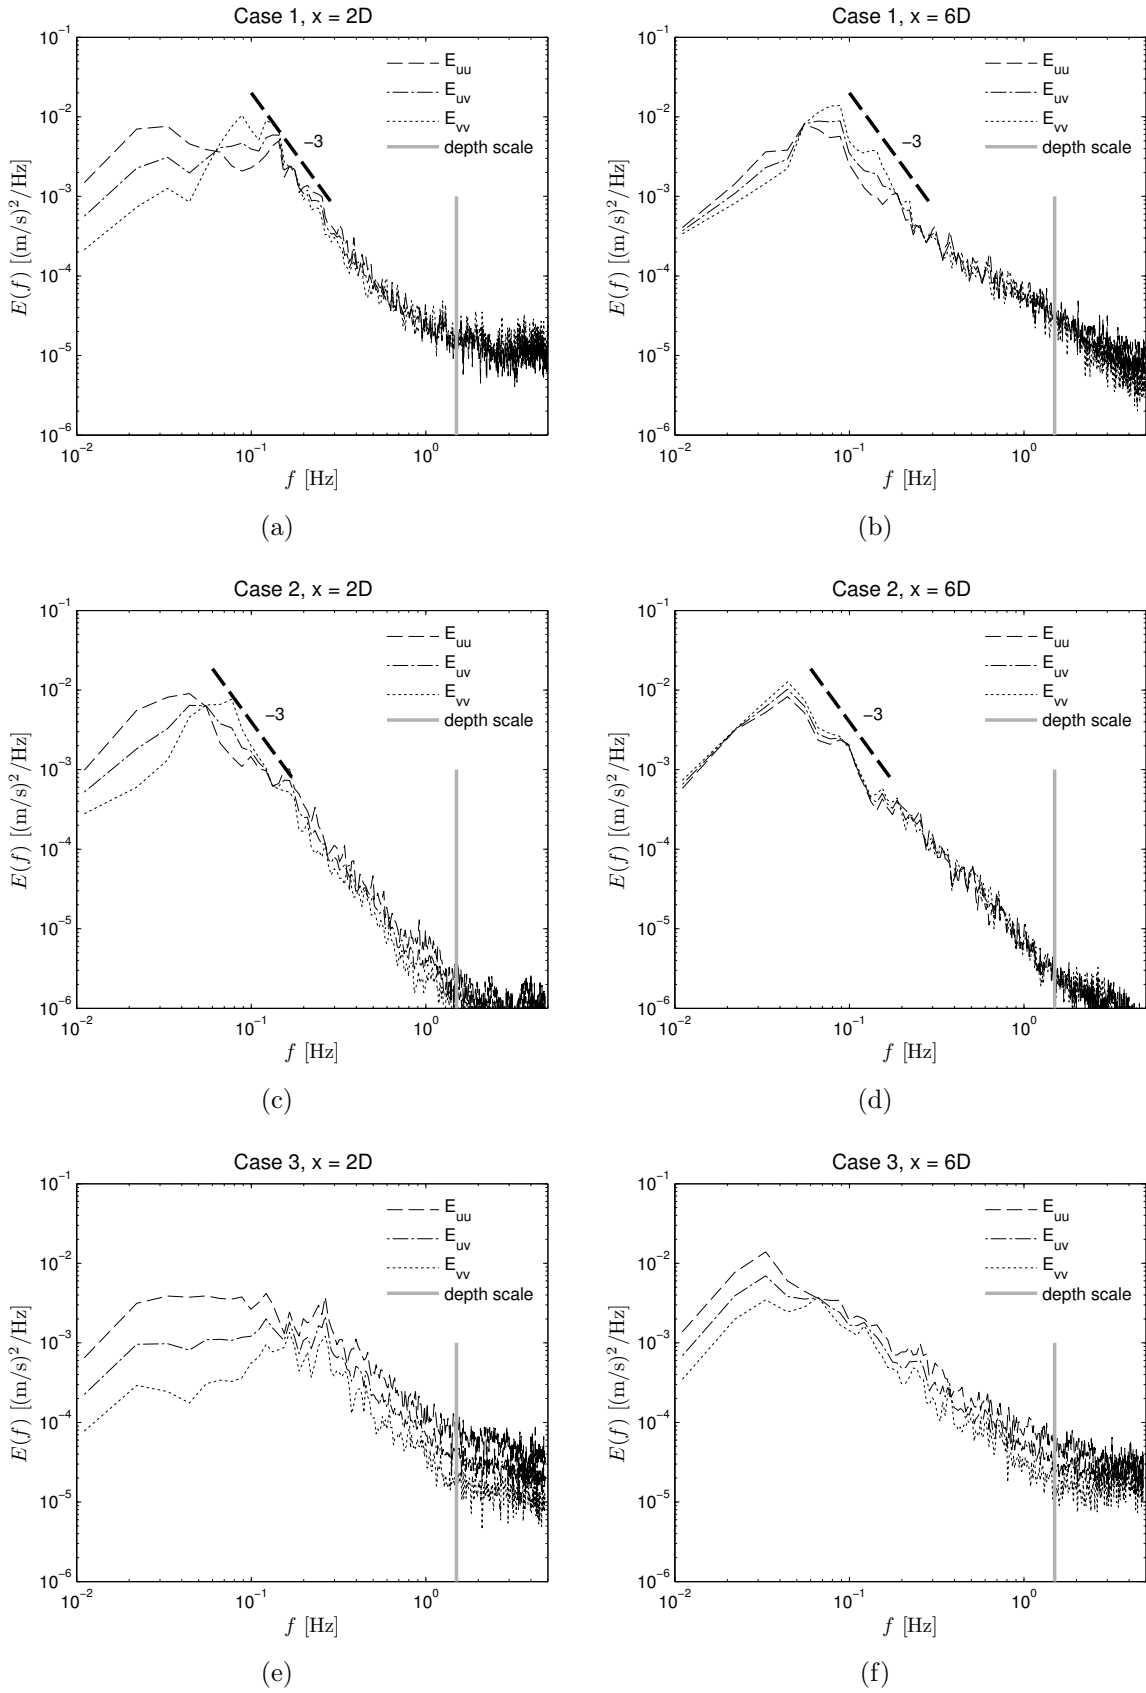 Case 1, x = 2D
10^-1
10^-2
10^-3
10^-4
10^-5
10^-6
E(f) [(m/s)^2/Hz]
E_uu
E_uv
E_vv
depth scale
−3
10^-2
10^-1
10^0
f [Hz]
(a)
Case 1, x = 6D
10^-1
10^-2
10^-3
10^-4
10^-5
10^-6
E(f) [(m/s)^2/Hz]
E_uu
E_uv
E_vv
depth scale
−3
10^-2
10^-1
10^0
f [Hz]
(b)
Case 2, x = 2D
10^-1
10^-2
10^-3
10^-4
10^-5
10^-6
E(f) [(m/s)^2/Hz]
E_uu
E_uv
E_vv
depth scale
−3
10^-2
10^-1
10^0
f [Hz]
(c)
Case 2, x = 6D
10^-1
10^-2
10^-3
10^-4
10^-5
10^-6
E(f) [(m/s)^2/Hz]
E_uu
E_uv
E_vv
depth scale
−3
10^-2
10^-1
10^0
f [Hz]
(d)
Case 3, x = 2D
10^-1
10^-2
10^-3
10^-4
10^-5
10^-6
E(f) [(m/s)^2/Hz]
E_uu
E_uv
E_vv
depth scale
10^-2
10^-1
10^0
f [Hz]
(e)
Case 3, x = 6D
10^-1
10^-2
10^-3
10^-4
10^-5
10^-6
E(f) [(m/s)^2/Hz]
E_uu
E_uv
E_vv
depth scale
10^-2
10^-1
10^0
f [Hz]
(f)